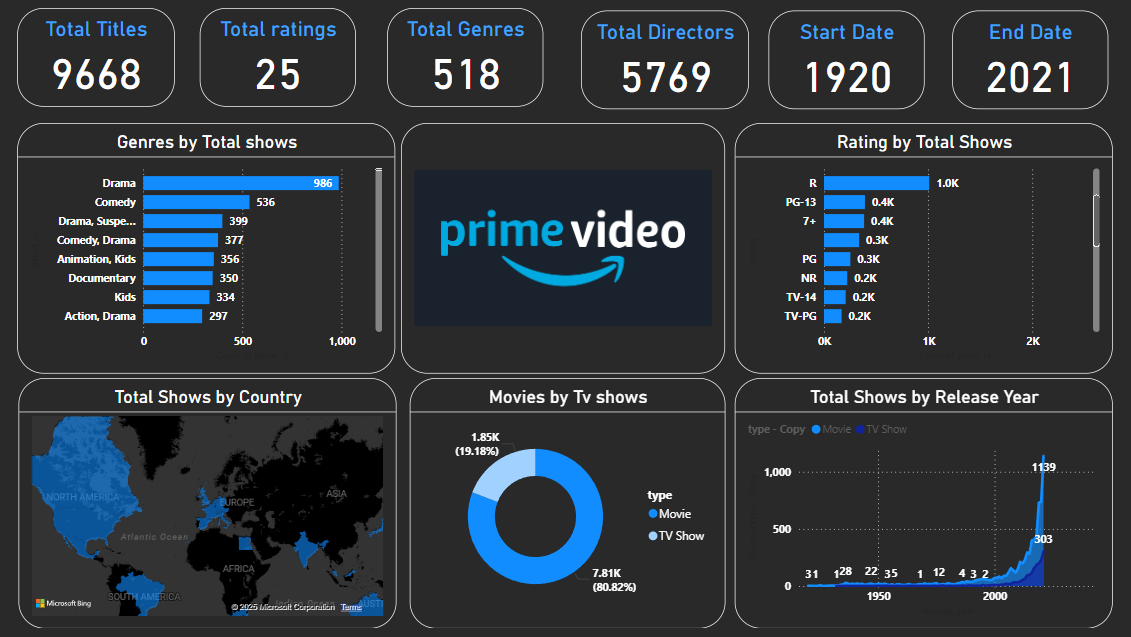 Total Titles
9668
Total ratings
25
Total Genres
518
Total Directors
5769
Start Date
1920
End Date
2021
Genres by Total shows
Drama 986
Comedy 536
Drama, Suspe... 399
Comedy, Drama 377
Animation, Kids 356
Documentary 350
Kids 334
Action, Drama 297
0 500 1,000
prime video
Rating by Total Shows
R 1.0K
PG-13 0.4K
7+ 0.4K
0.3K
PG 0.3K
NR 0.2K
TV-14 0.2K
TV-PG 0.2K
0K 1K 2K
Total Shows by Country
NORTH AMERICA
EUROPE
ASIA
Atlantic Ocean
AFRICA
SOUTH AMERICA
AUSTI
Microsoft Bing
© 2025 Microsoft Corporation Terms
Movies by Tv shows
1.85K
(19.18%)
type
Movie
TV Show
7.81K
(80.82%)
Total Shows by Release Year
type - Copy Movie TV Show
1,000
500
0
1139
303
31 1 28 22 35 1 12 4 3 2
1950 2000